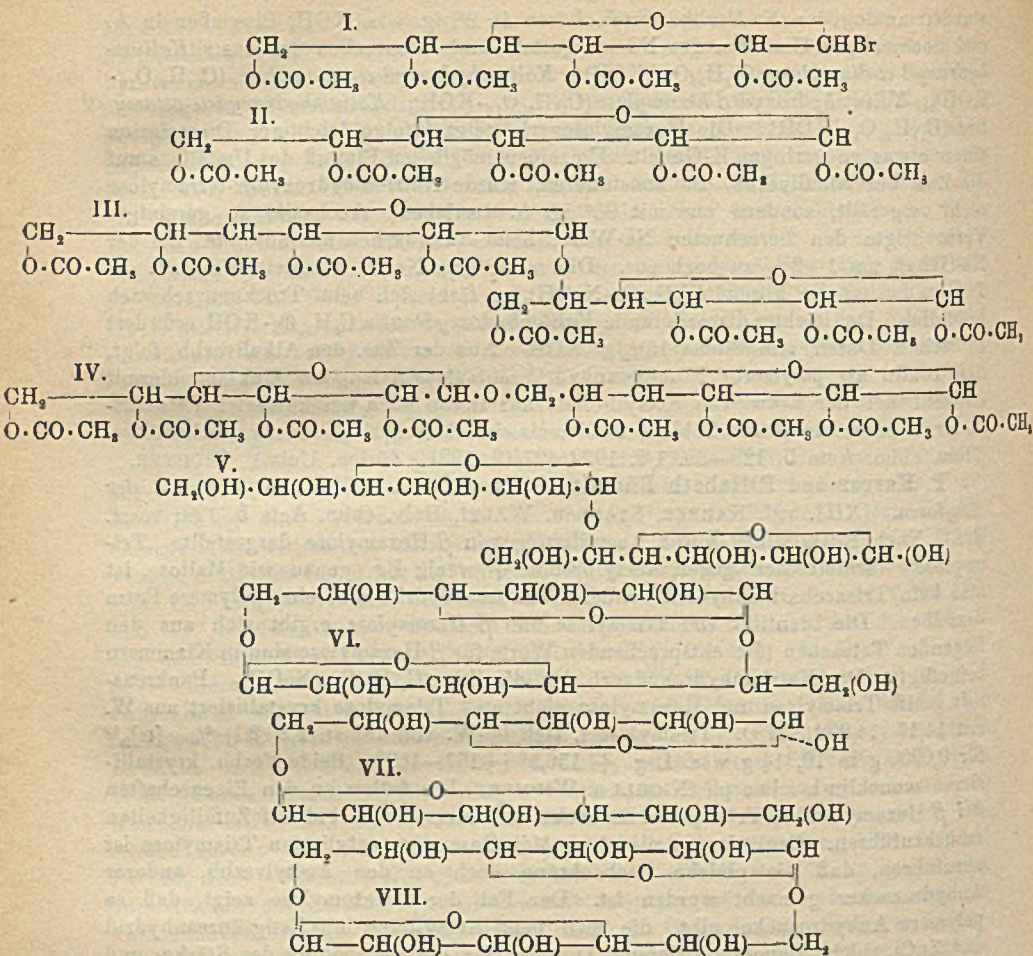 I. O
CH₂————CH—CH—CH————CH—CHBr
O·CO·CH₃ O·CO·CH₃ O·CO·CH₃ O·CO·CH₃
II. O
CH₂————CH—CH—CH————CH————CH
O·CO·CH₃ O·CO·CH₃ O·CO·CH₃ O·CO·CH₃ O·CO·CH₃
III. O
CH₂————CH—CH—CH————CH————CH
O·CO·CH₃ O·CO·CH₃ O·CO·CH₃ O·CO·CH₃ O O
CH₂—CH—CH—CH————CH————CH
O·CO·CH₃ O·CO·CH₃ O·CO·CH₃ O·CO·CH₃
IV. O O
CH₂————CH—CH—CH————CH·CH·O·CH₂·CH—CH—CH————CH————CH
O·CO·CH₃ O·CO·CH₃ O·CO·CH₃ O·CO·CH₃ O·CO·CH₃ O·CO·CH₃ O·CO·CH₃ O·CO·CH₃
V. O
CH₂(OH)·CH(OH)·CH·CH(OH)·CH(OH)·CH
O O
CH₂(OH)·CH·CH·CH(OH)·CH(OH)·CH·(OH)
CH₂—CH(OH)—CH—CH(OH)—CH(OH)—CH
O VI. O O O
CH—CH(OH)—CH(OH)—CH————CH—CH₂(OH)
CH₂—CH(OH)—CH—CH(OH)—CH(OH)—CH
O O OH
VII. O
CH—CH(OH)—CH(OH)—CH—CH(OH)—CH₂(OH)
CH₂—CH(OH)—CH—CH(OH)—CH(OH)—CH
O O O
VIII. O
CH—CH(OH)—CH(OH)—CH—CH(OH)—CH₂